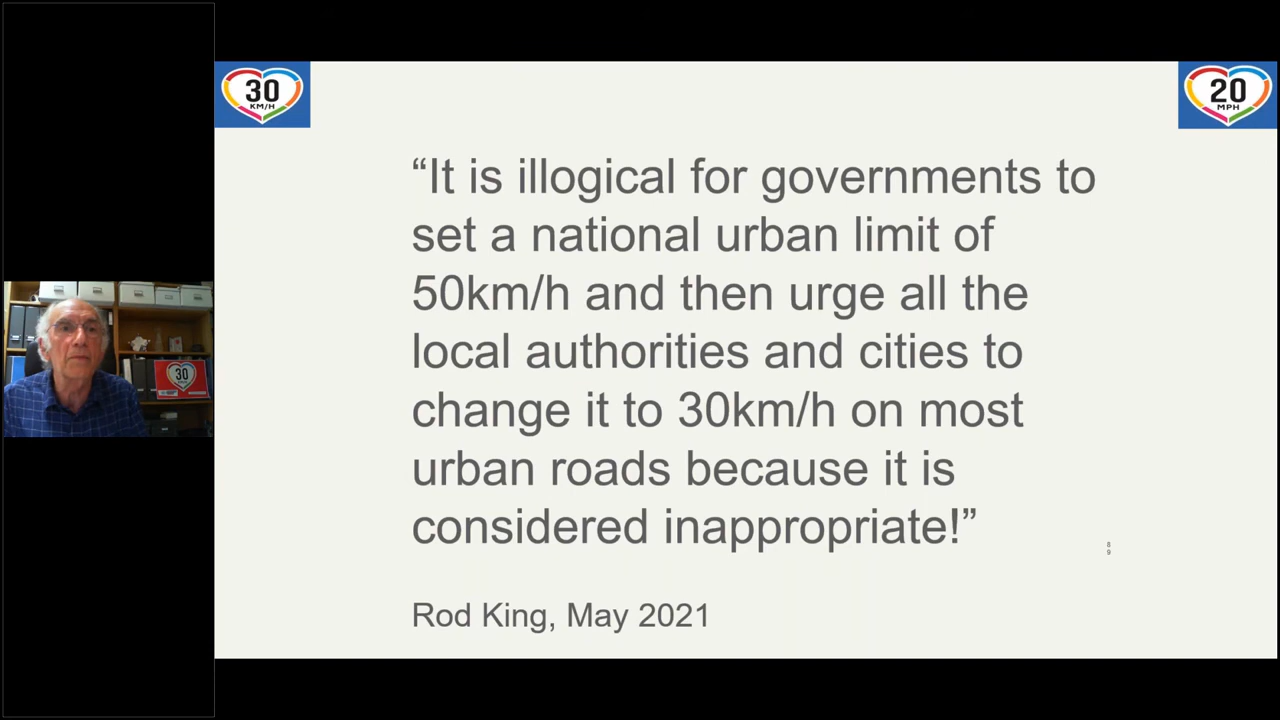 30
KM/H
20
MPH
“It is illogical for governments to
set a national urban limit of
50km/h and then urge all the
local authorities and cities to
change it to 30km/h on most
urban roads because it is
considered inappropriate!”
8
9
Rod King, May 2021
30